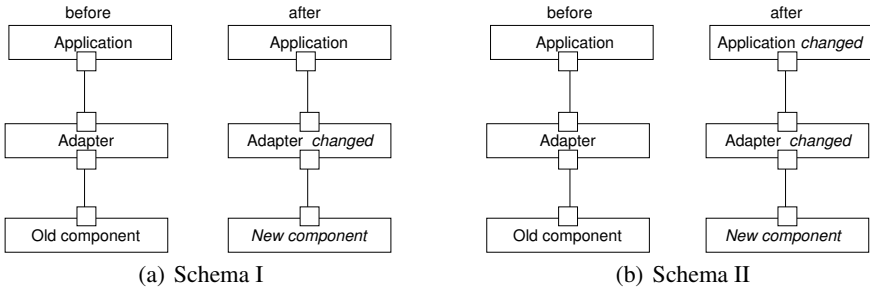 before after
Application Application
Adapter Adapter changed
Old component New component
(a) Schema I
before after
Application Application changed
Adapter Adapter changed
Old component New component
(b) Schema II